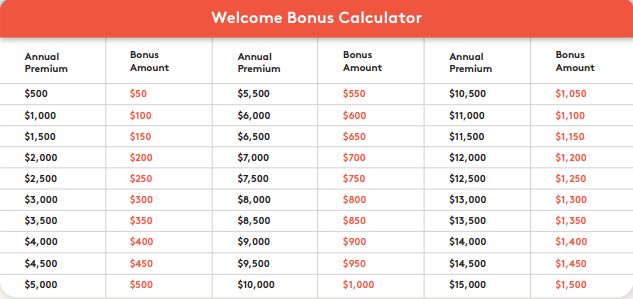 Welcome Bonus Calculator
Annual Premium Bonus Amount Annual Premium Bonus Amount Annual Premium Bonus Amount
$500 $50 $5,500 $550 $10,500 $1,050
$1,000 $100 $6,000 $600 $11,000 $1,100
$1,500 $150 $6,500 $650 $11,500 $1,150
$2,000 $200 $7,000 $700 $12,000 $1,200
$2,500 $250 $7,500 $750 $12,500 $1,250
$3,000 $300 $8,000 $800 $13,000 $1,300
$3,500 $350 $8,500 $850 $13,500 $1,350
$4,000 $400 $9,000 $900 $14,000 $1,400
$4,500 $450 $9,500 $950 $14,500 $1,450
$5,000 $500 $10,000 $1,000 $15,000 $1,500